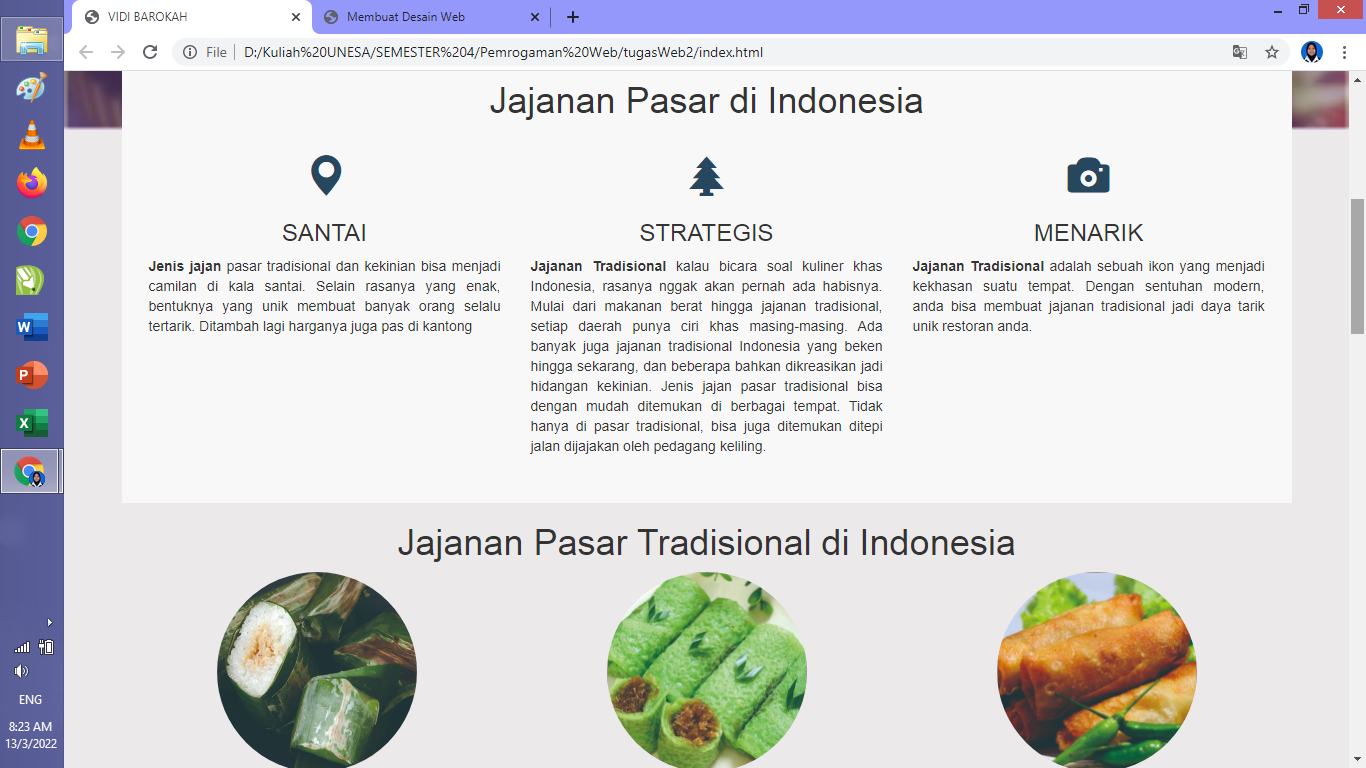 VIDI BAROKAH
Membuat Desain Web
File
D:/Kuliah%20UNESA/SEMESTER%204/Pemrogaman%20Web/tugasWeb2/index.html
Jajanan Pasar di Indonesia
SANTAI
Jenis jajan pasar tradisional dan kekinian bisa menjadi
camilan di kala santai. Selain rasanya yang enak,
bentuknya yang unik membuat banyak orang selalu
tertarik. Ditambah lagi harganya juga pas di kantong
STRATEGIS
Jajanan Tradisional kalau bicara soal kuliner khas
Indonesia, rasanya nggak akan pernah ada habisnya.
Mulai dari makanan berat hingga jajanan tradisional,
setiap daerah punya ciri khas masing-masing. Ada
banyak juga jajanan tradisional Indonesia yang beken
hingga sekarang, dan beberapa bahkan dikreasikan jadi
hidangan kekinian. Jenis jajan pasar tradisional bisa
dengan mudah ditemukan di berbagai tempat. Tidak
hanya di pasar tradisional, bisa juga ditemukan ditepi
jalan dijajakan oleh pedagang keliling.
MENARIK
Jajanan Tradisional adalah sebuah ikon yang menjadi
kekhasan suatu tempat. Dengan sentuhan modern,
anda bisa membuat jajanan tradisional jadi daya tarik
unik restoran anda.
Jajanan Pasar Tradisional di Indonesia
W
P
X
ENG
8:23 AM
13/3/2022